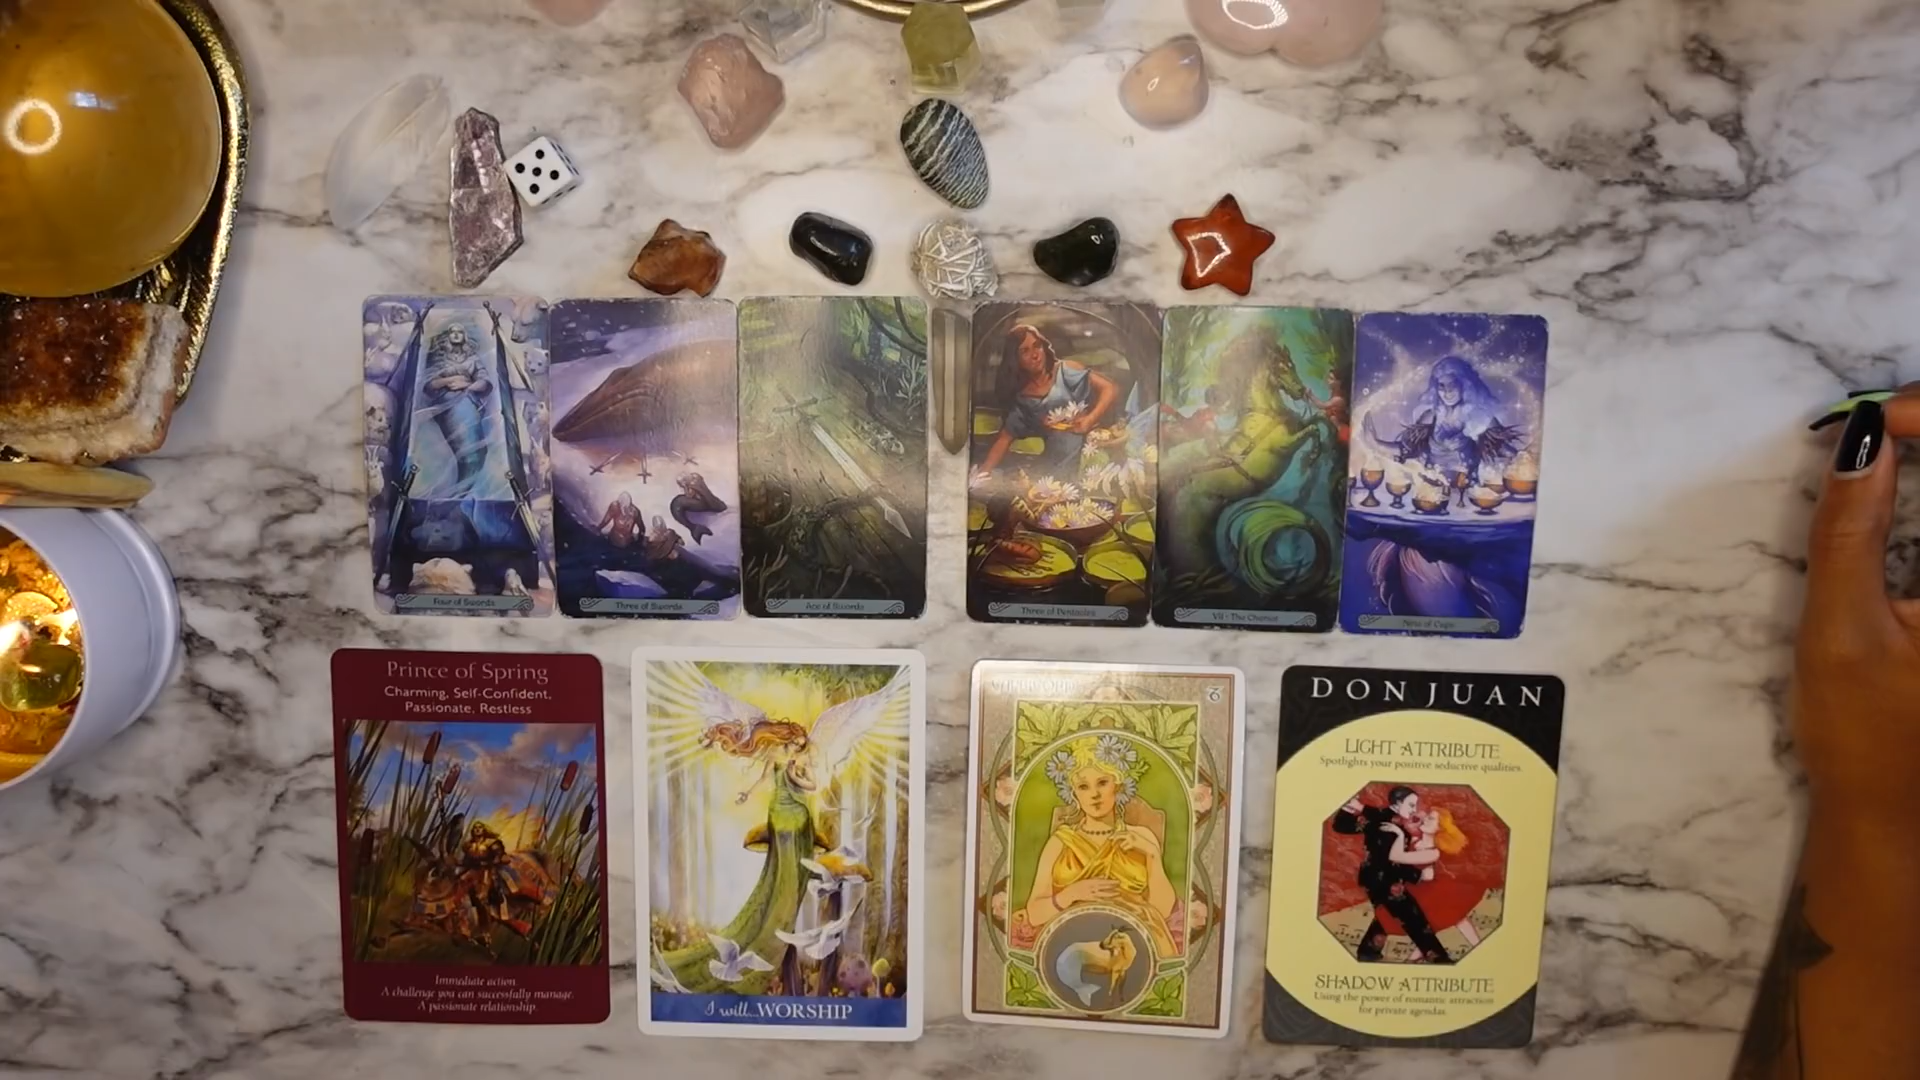 Four of Swords
Three of Swords
Ace of Swords
Three of Pentacles
VII - The Chariot
Nine of Cups
Prince of Spring
Charming, Self-Confident,
Passionate, Restless
Immediate action.
A challenge you can successfully manage.
A passionate relationship.
I will...WORSHIP
DON JUAN
LIGHT ATTRIBUTE
Spotlights your positive seductive qualities.
SHADOW ATTRIBUTE
Using the power of romantic attraction
for private agendas.